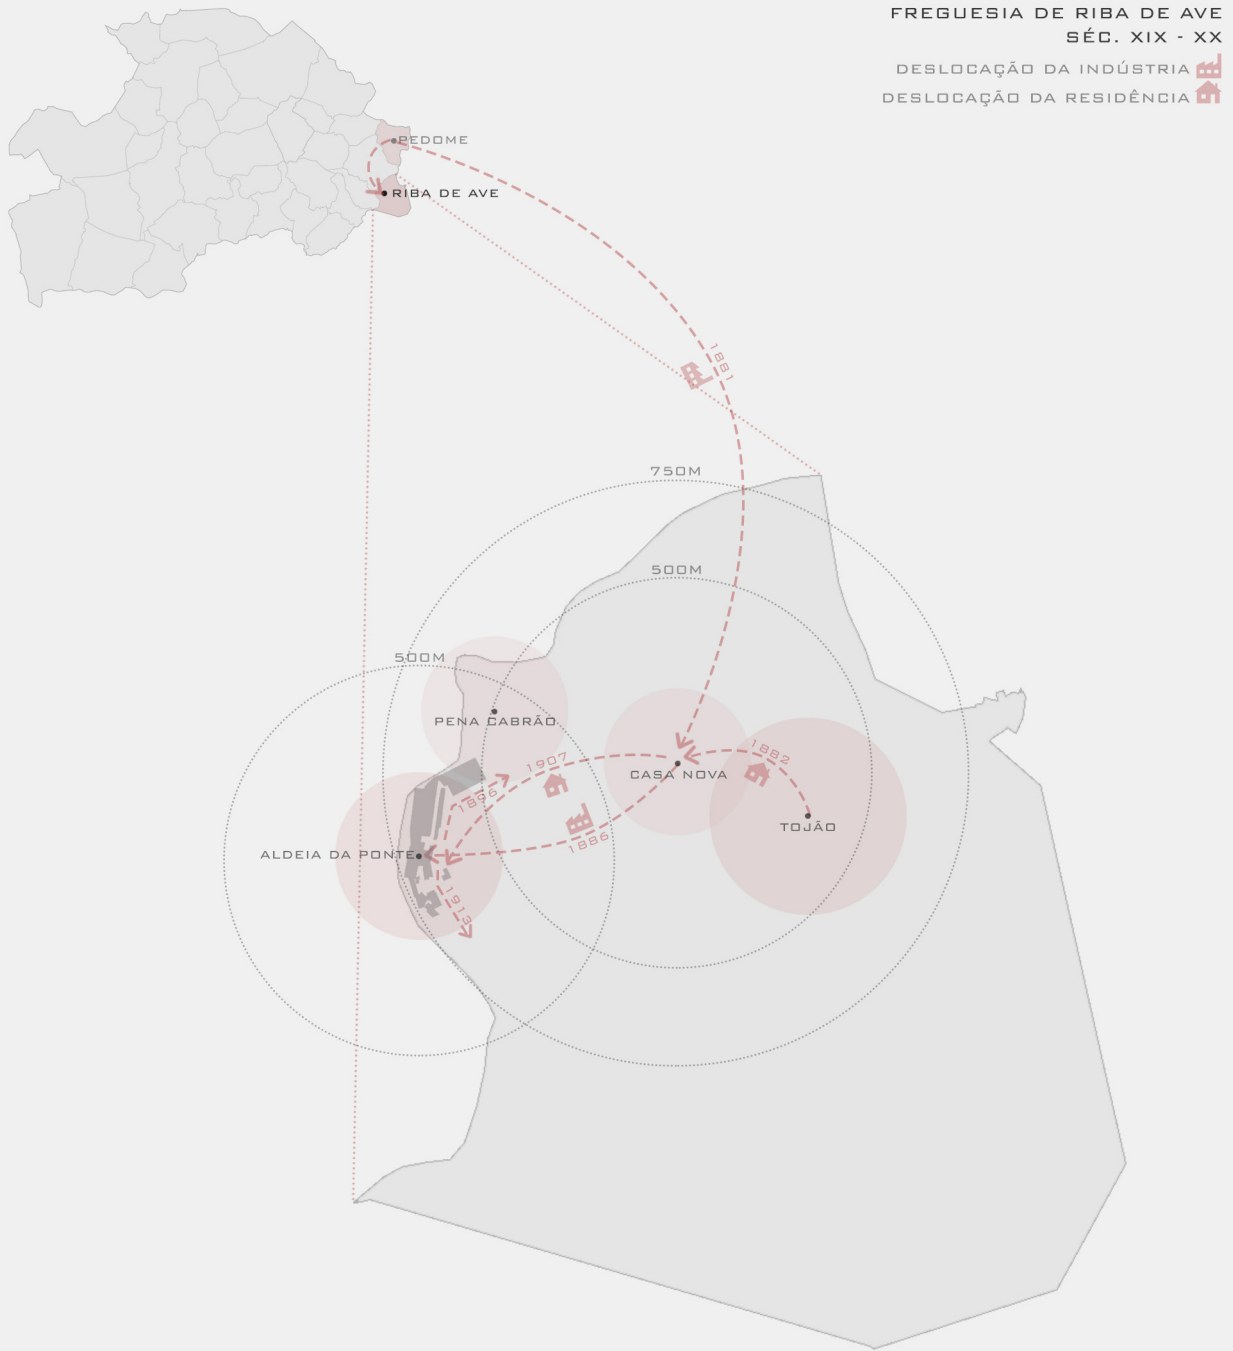 FREGUESIA DE RIBA DE AVE
SÉC. XIX - XX
DESLOCAÇÃO DA INDÚSTRIA
DESLOCAÇÃO DA RESIDÊNCIA
PEDOME
RIBA DE AVE
1881
750M
500M
500M
PENA CABRÃO
1907
1882
CASA NOVA
1896
TOJÃO
1886
ALDEIA DA PONTE
1913